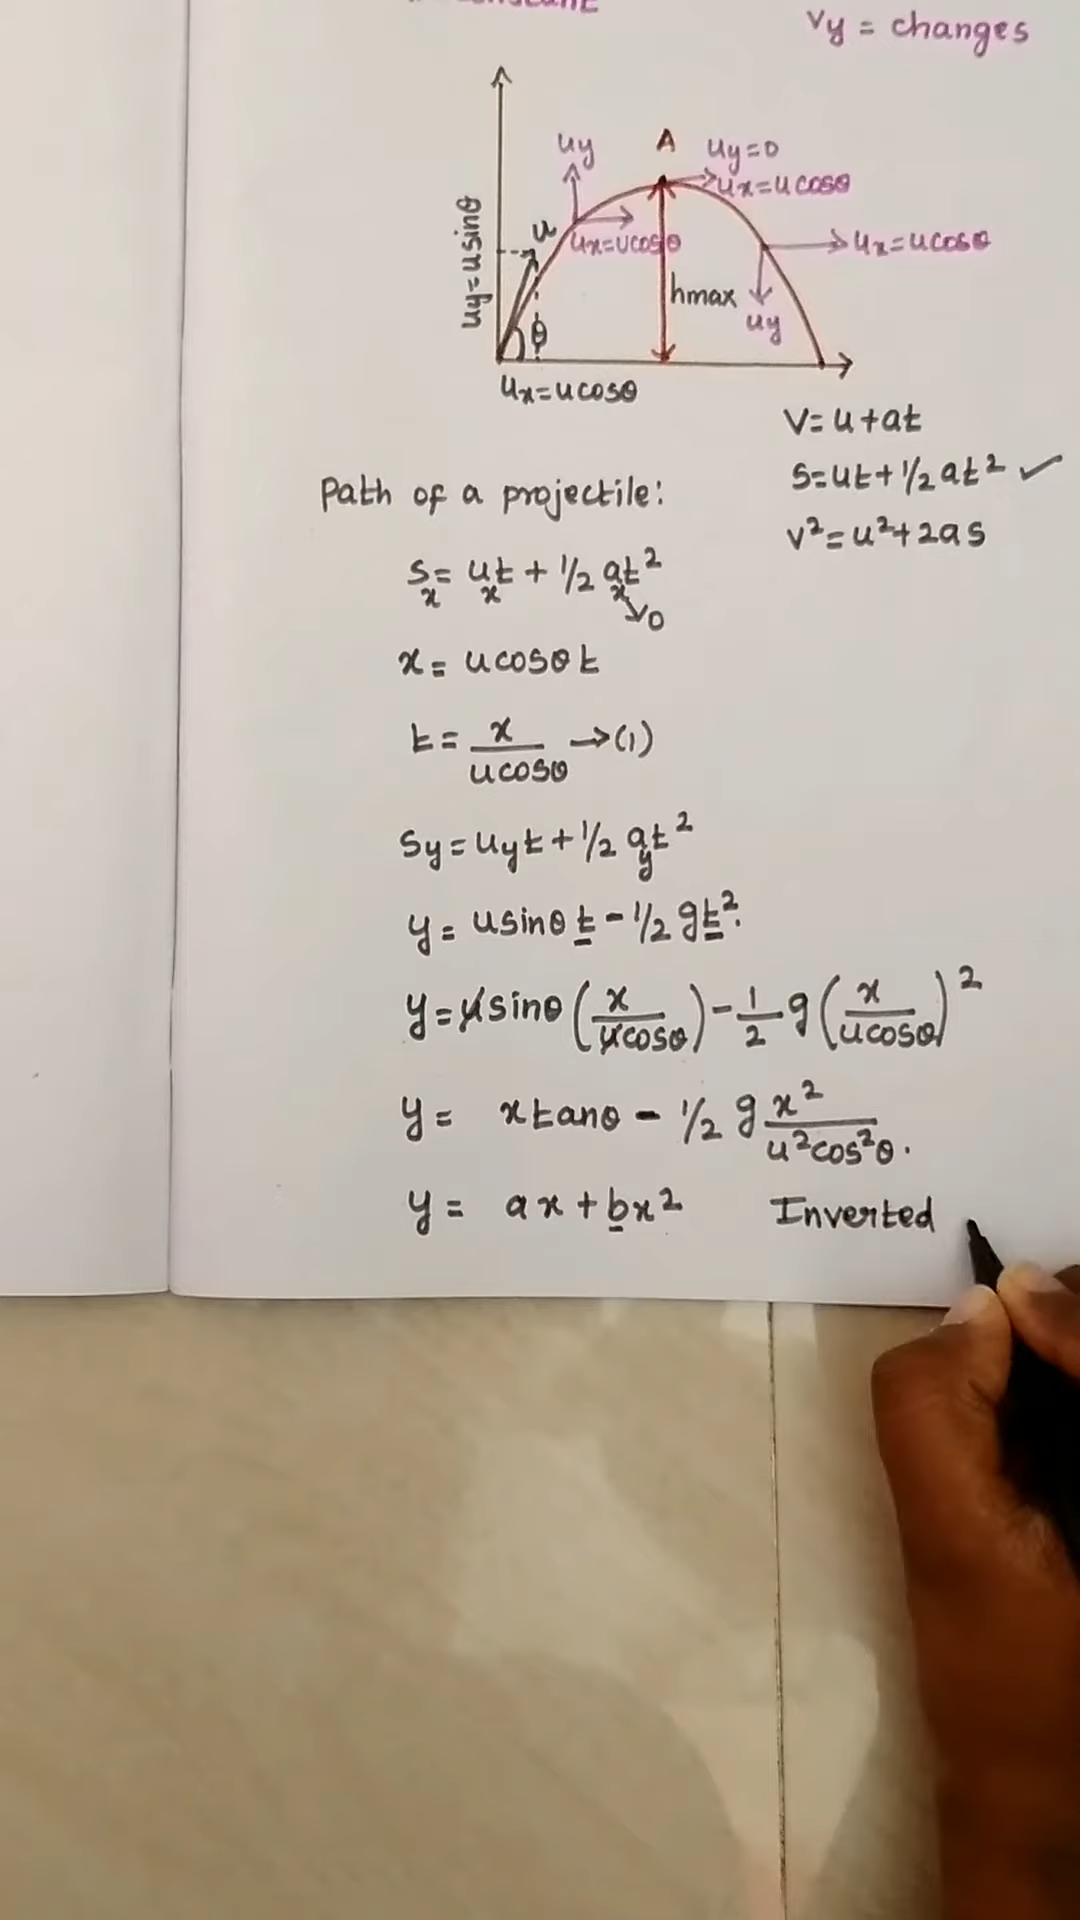 Vy = changes
uy
A
uy=0
ux=ucosθ
uy=usinθ
u
ux=ucosθ
ux=ucosθ
hmax
uy
θ
ux=ucosθ
V=u+at
S=ut+1/2 at² ✓
V²=u²+2as
Path of a projectile:
Sx = uxt + 1/2 axt²
→0
x = ucosθ t
t = x/ucosθ →(1)
Sy = uyt + 1/2 ayt²
y = usinθ t - 1/2 gt².
y = usinθ (x/ucosθ) - 1/2 g (x/ucosθ)²
y = x tanθ - 1/2 g x²/u²cos²θ.
y = ax + bx² Inverted